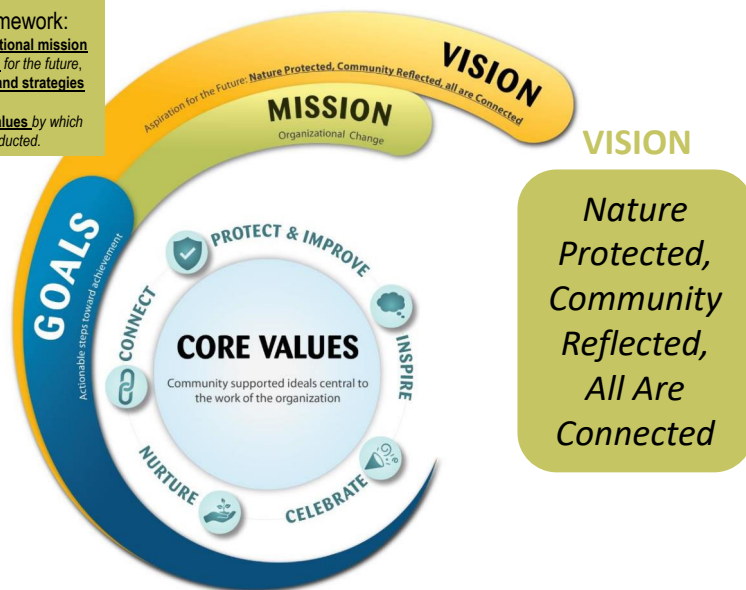 mework:
tional mission
for the future,
and strategies
alues by which
ducted.
VISION
Aspiration for the Future: Nature Protected, Community Reflected, all are Connected
MISSION
Organizational Change
GOALS
Actionable steps toward achievement
PROTECT & IMPROVE
INSPIRE
CELEBRATE
NURTURE
CONNECT
CORE VALUES
Community supported ideals central to
the work of the organization
VISION
Nature
Protected,
Community
Reflected,
All Are
Connected